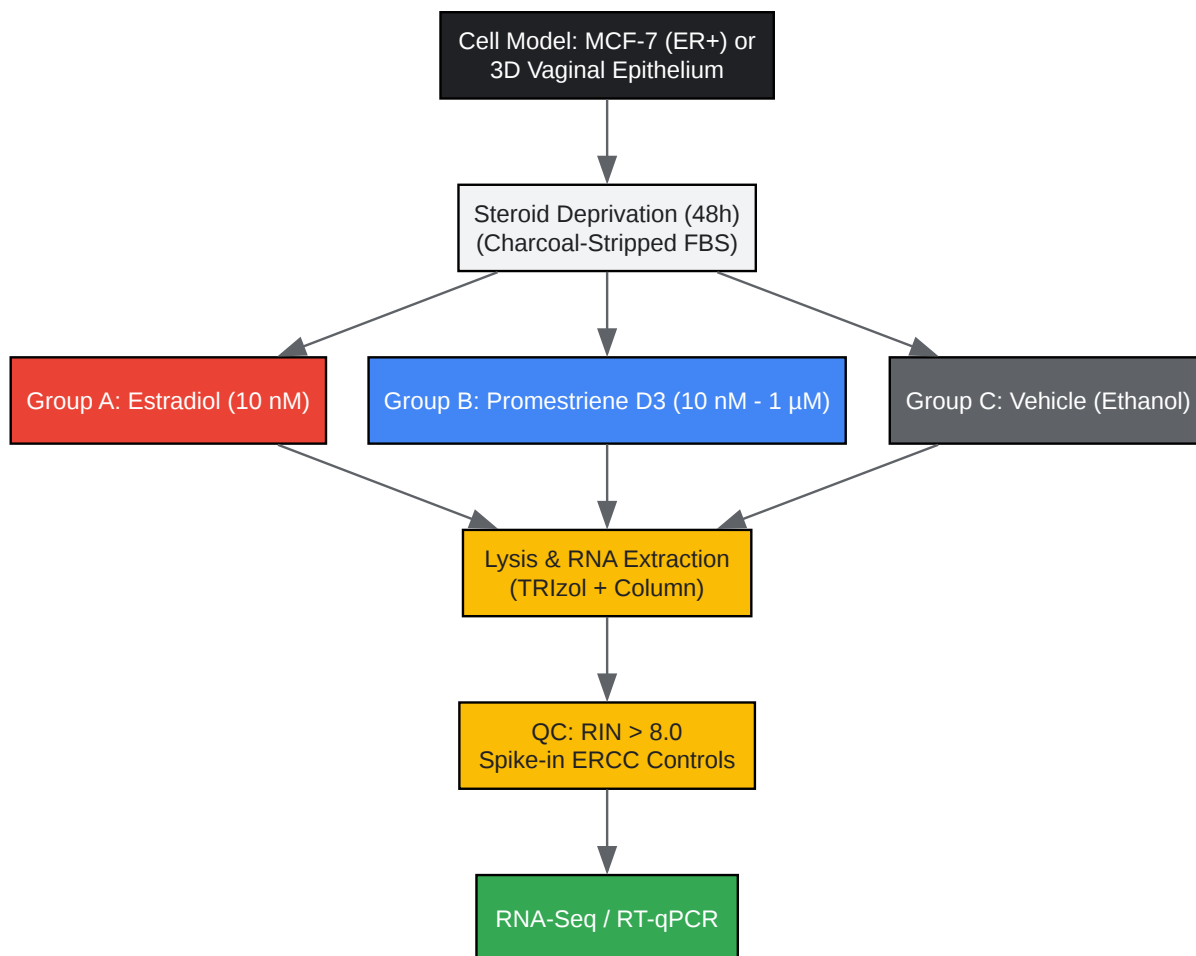 Cell Model: MCF-7 (ER+) or
3D Vaginal Epithelium
Steroid Deprivation (48h)
(Charcoal-Stripped FBS)
Group A: Estradiol (10 nM)
Group B: Promestriene D3 (10 nM - 1 µM)
Group C: Vehicle (Ethanol)
Lysis & RNA Extraction
(TRIzol + Column)
QC: RIN > 8.0
Spike-in ERCC Controls
RNA-Seq / RT-qPCR